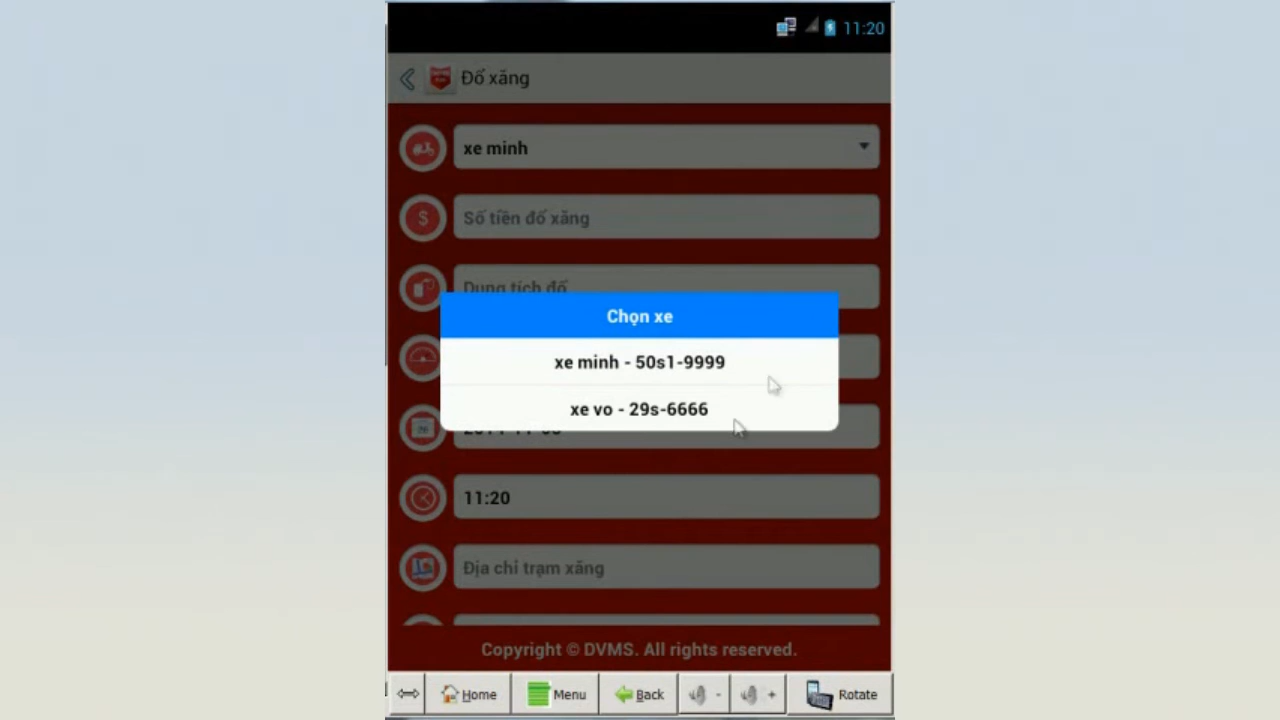 11:20
Đổ xăng
xe minh
Số tiền đổ xăng
Dung tích đổ
Chọn xe
xe minh - 50s1-9999
xe vo - 29s-6666
11:20
Địa chỉ trạm xăng
Copyright © DVMS. All rights reserved.
Home
Menu
Back
-
+
Rotate